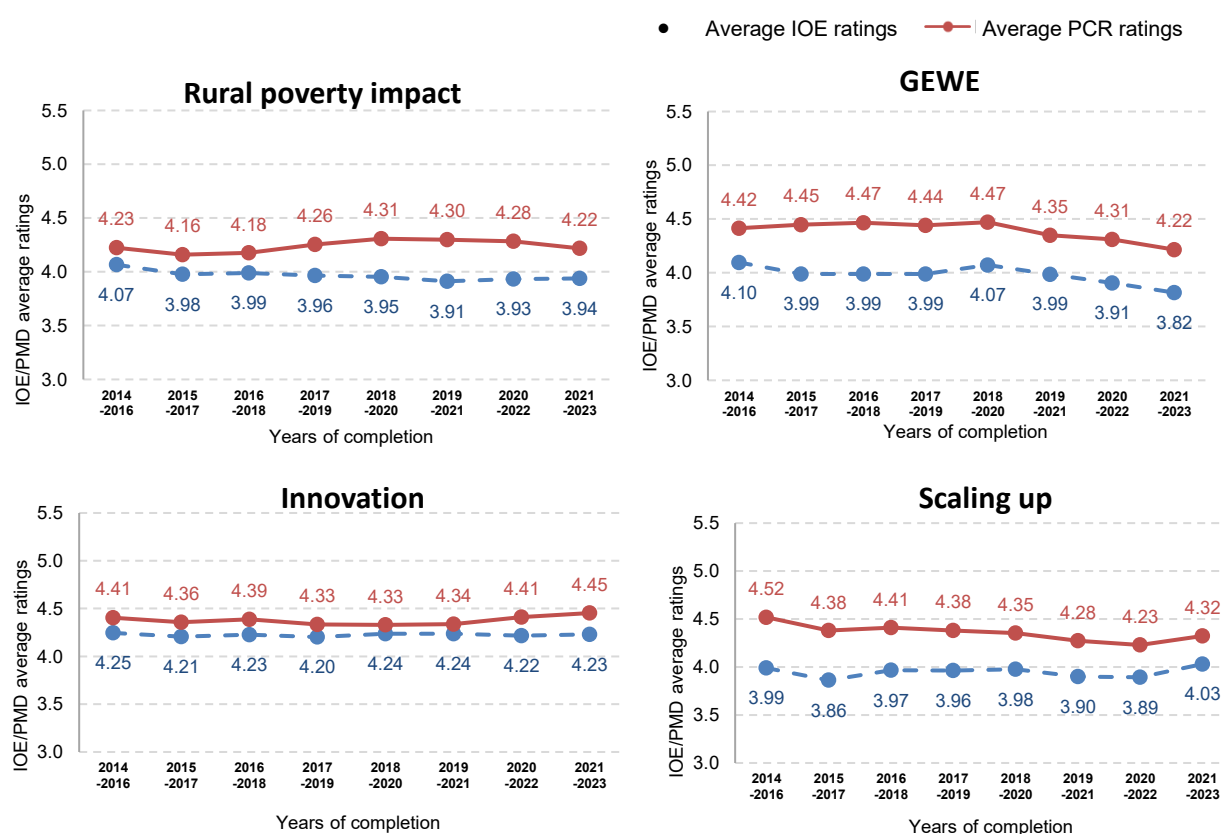 Average IOE ratings Average PCR ratings
Rural poverty impact
IOE/PMD average ratings
5.5
5.0
4.5
4.0
3.5
3.0
4.23 4.16 4.18 4.26 4.31 4.30 4.28 4.22
4.07 3.98 3.99 3.96 3.95 3.91 3.93 3.94
2014 2015 2016 2017 2018 2019 2020 2021
-2016 -2017 -2018 -2019 -2020 -2021 -2022 -2023
Years of completion
GEWE
IOE/PMD average ratings
5.5
5.0
4.5
4.0
3.5
3.0
4.42 4.45 4.47 4.44 4.47 4.35 4.31 4.22
4.10 3.99 3.99 3.99 4.07 3.99 3.91 3.82
2014 2015 2016 2017 2018 2019 2020 2021
-2016 -2017 -2018 -2019 -2020 -2021 -2022 -2023
Years of completion
Innovation
IOE/PMD average ratings
5.5
5.0
4.5
4.0
3.5
3.0
4.41 4.36 4.39 4.33 4.33 4.34 4.41 4.45
4.25 4.21 4.23 4.20 4.24 4.24 4.22 4.23
2014 2015 2016 2017 2018 2019 2020 2021
-2016 -2017 -2018 -2019 -2020 -2021 -2022 -2023
Years of completion
Scaling up
IOE/PMD average ratings
5.5
5.0
4.5
4.0
3.5
3.0
4.52 4.38 4.41 4.38 4.35 4.28 4.23 4.32
3.99 3.86 3.97 3.96 3.98 3.90 3.89 4.03
2014 2015 2016 2017 2018 2019 2020 2021
-2016 -2017 -2018 -2019 -2020 -2021 -2022 -2023
Years of completion